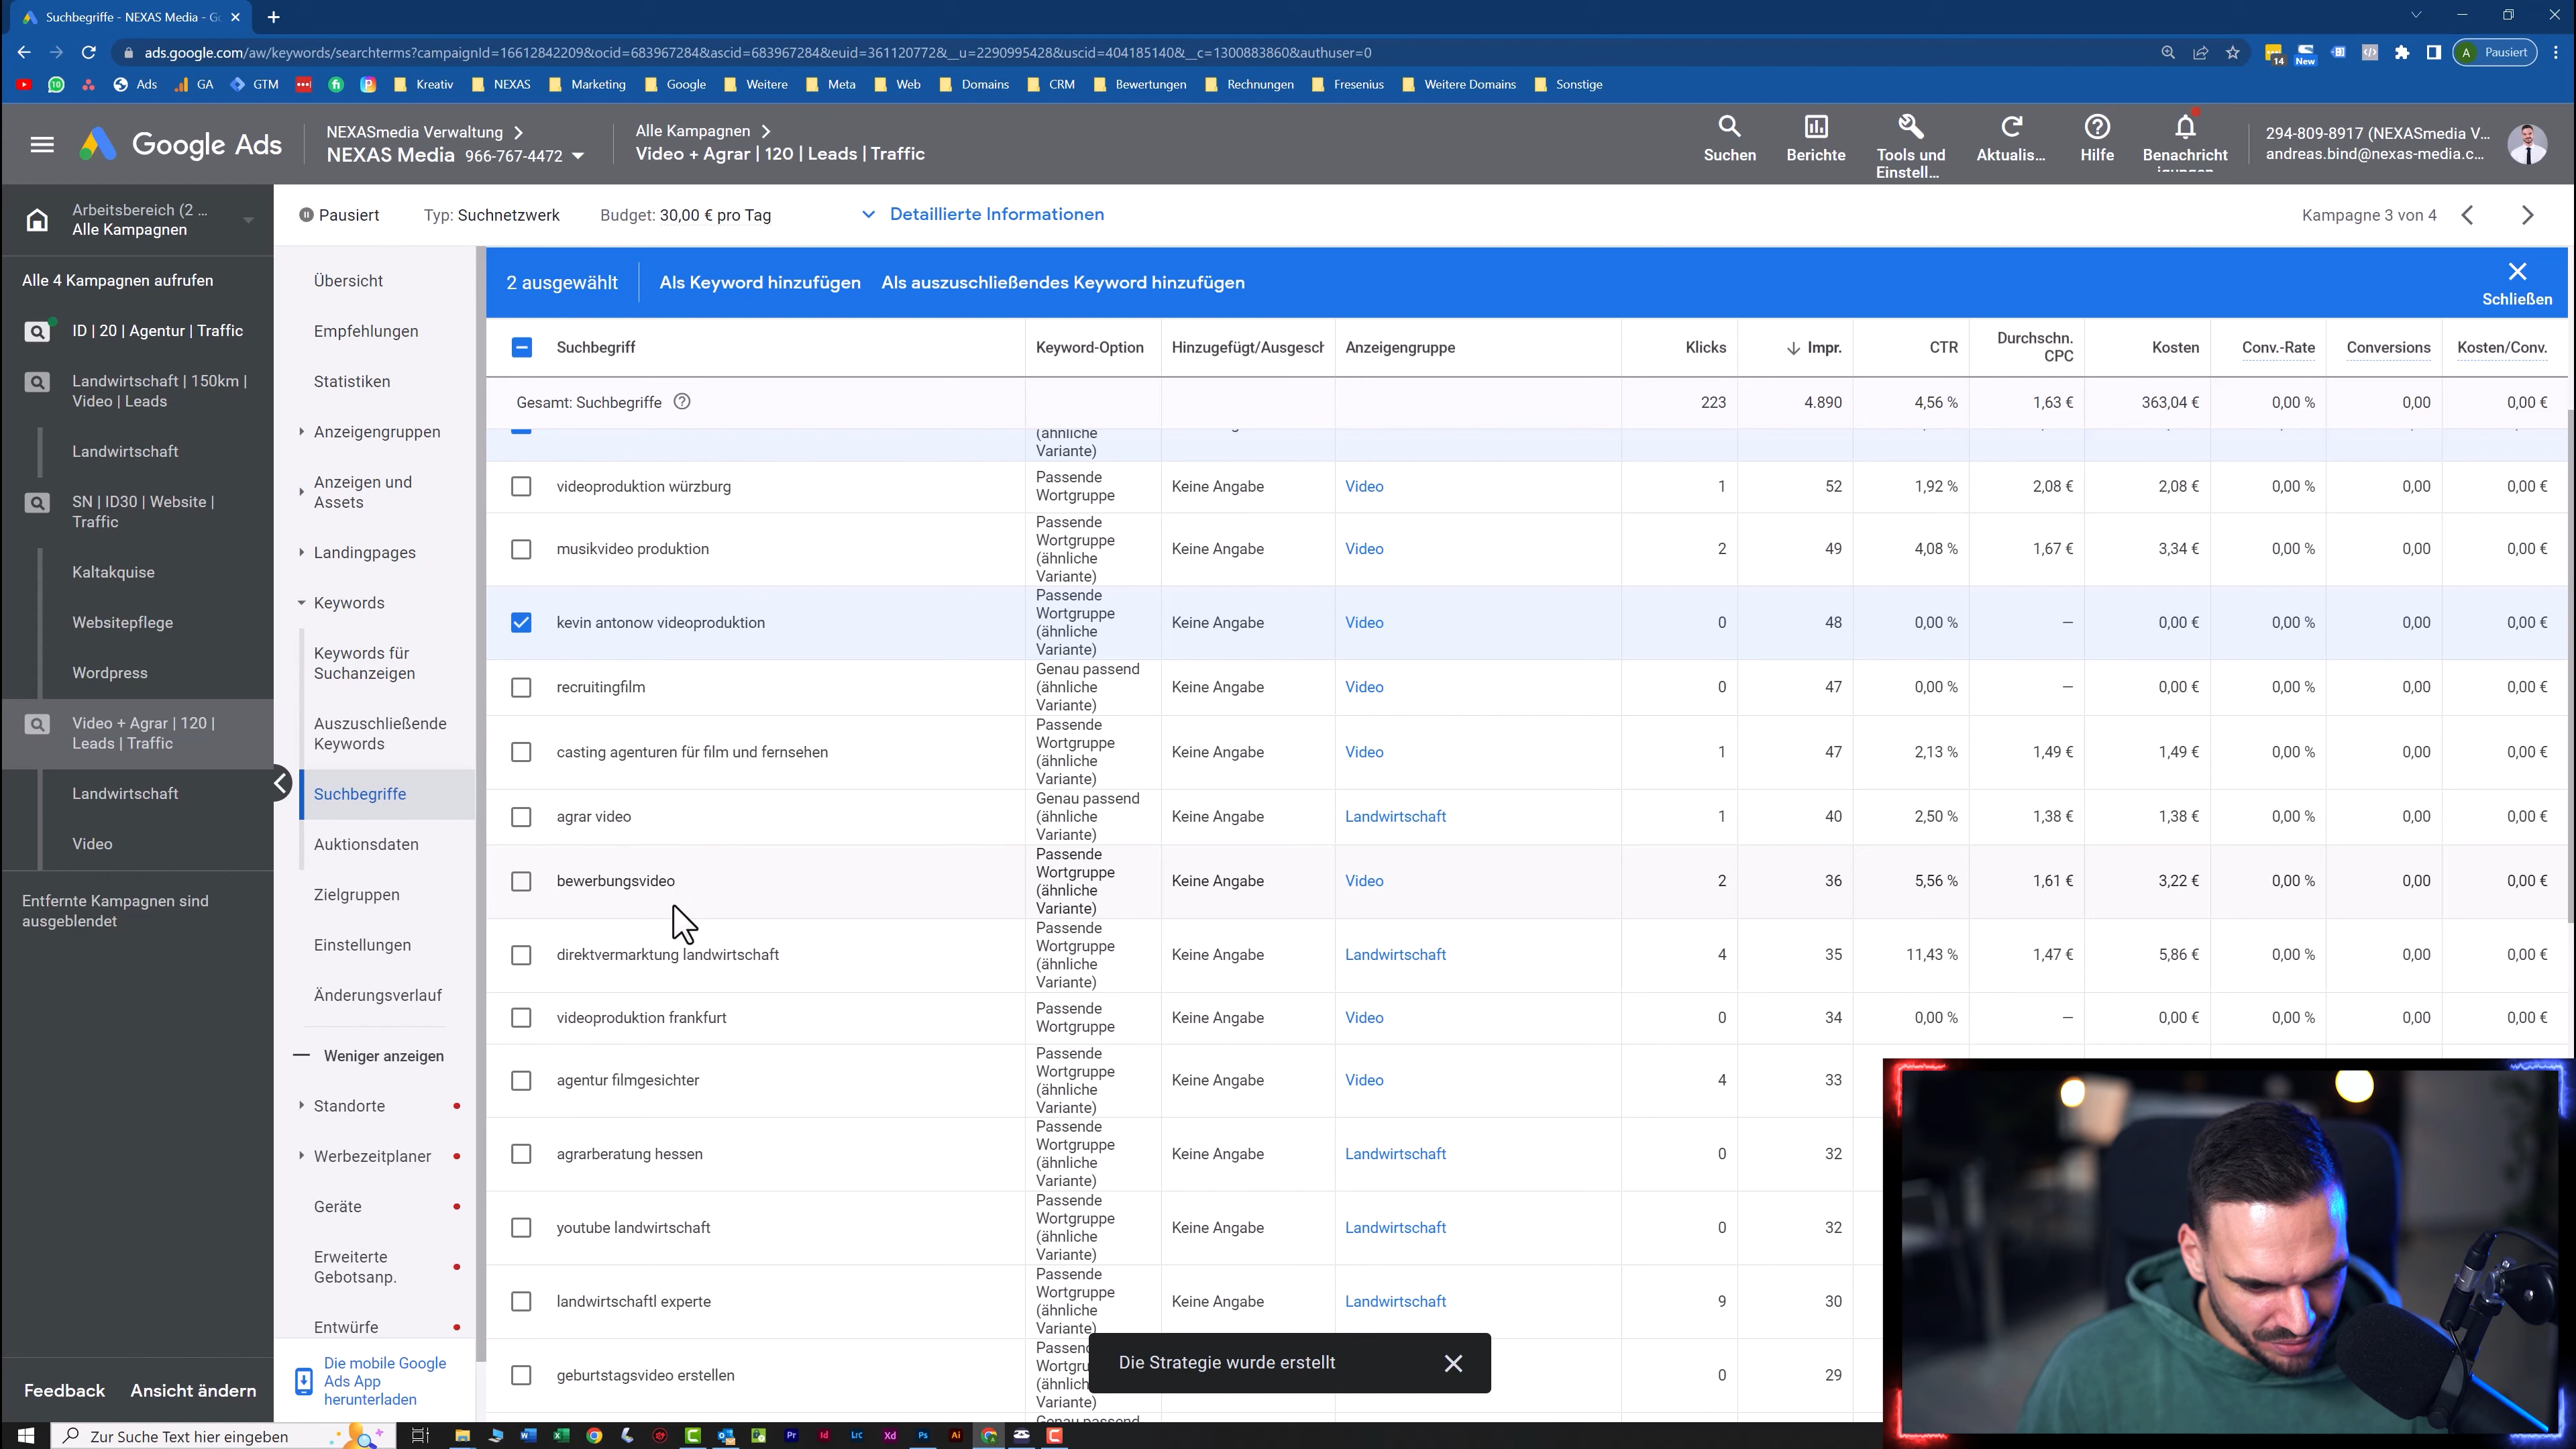 Suchbegriffe - NEXAS Media - Go
ads.google.com/aw/keywords/searchterms?campaignId=16612842209&ocid=683967284&ascid=683967284&euid=361120772&__u=2290995428&uscid=404185140&__c=1300883860&authuser=0
14
New
A Pausiert
10
Ads
GA
GTM
Kreativ
NEXAS
Marketing
Google
Weitere
Meta
Web
Domains
CRM
Bewertungen
Rechnungen
Fresenius
Weitere Domains
Sonstige
Google Ads
NEXASmedia Verwaltung
NEXAS Media 966-767-4472
Alle Kampagnen
Video + Agrar | 120 | Leads | Traffic
Suchen
Berichte
Tools und
Einstell...
Aktualis...
Hilfe
Benachricht
294-809-8917 (NEXASmedia V...
andreas.bind@nexas-media.c...
Arbeitsbereich (2 ...
Alle Kampagnen
Pausiert
Typ: Suchnetzwerk
Budget: 30,00 € pro Tag
Detaillierte Informationen
Kampagne 3 von 4
Alle 4 Kampagnen aufrufen
ID | 20 | Agentur | Traffic
Landwirtschaft | 150km |
Video | Leads
Landwirtschaft
SN | ID30 | Website |
Traffic
Kaltakquise
Websitepflege
Wordpress
Video + Agrar | 120 |
Leads | Traffic
Landwirtschaft
Video
Entfernte Kampagnen sind
ausgeblendet
Feedback
Ansicht ändern
Übersicht
Empfehlungen
Statistiken
Anzeigengruppen
Anzeigen und
Assets
Landingpages
Keywords
Keywords für
Suchanzeigen
Auszuschließende
Keywords
Suchbegriffe
Auktionsdaten
Zielgruppen
Einstellungen
Änderungsverlauf
Weniger anzeigen
Standorte
Werbezeitplaner
Geräte
Erweiterte
Gebotsanp.
Entwürfe
Die mobile Google
Ads App
herunterladen
2 ausgewählt
Als Keyword hinzufügen
Als auszuschließendes Keyword hinzufügen
Schließen
Suchbegriff
Keyword-Option
Hinzugefügt/Ausgesch
Anzeigengruppe
Klicks
Impr.
CTR
Durchschn.
CPC
Kosten
Conv.-Rate
Conversions
Kosten/Conv.
Gesamt: Suchbegriffe 223 4.890 4,56 % 1,63 € 363,04 € 0,00 % 0,00 0,00 €
(ähnliche
Variante)
videoproduktion würzburg
Passende
Wortgruppe
Keine Angabe Video 1 52 1,92 % 2,08 € 2,08 € 0,00 % 0,00 0,00 €
musikvideo produktion
Passende
Wortgruppe
(ähnliche
Variante)
Keine Angabe Video 2 49 4,08 % 1,67 € 3,34 € 0,00 % 0,00 0,00 €
kevin antonow videoproduktion
Passende
Wortgruppe
(ähnliche
Variante)
Keine Angabe Video 0 48 0,00 % — 0,00 € 0,00 % 0,00 0,00 €
recruitingfilm
Genau passend
(ähnliche
Variante)
Keine Angabe Video 0 47 0,00 % — 0,00 € 0,00 % 0,00 0,00 €
casting agenturen für film und fernsehen
Passende
Wortgruppe
(ähnliche
Variante)
Keine Angabe Video 1 47 2,13 % 1,49 € 1,49 € 0,00 % 0,00 0,00 €
agrar video
Genau passend
(ähnliche
Variante)
Keine Angabe Landwirtschaft 1 40 2,50 % 1,38 € 1,38 € 0,00 % 0,00 0,00 €
bewerbungsvideo
Passende
Wortgruppe
(ähnliche
Variante)
Keine Angabe Video 2 36 5,56 % 1,61 € 3,22 € 0,00 % 0,00 0,00 €
direktvermarktung landwirtschaft
Passende
Wortgruppe
(ähnliche
Variante)
Keine Angabe Landwirtschaft 4 35 11,43 % 1,47 € 5,86 € 0,00 % 0,00 0,00 €
videoproduktion frankfurt
Passende
Wortgruppe
Keine Angabe Video 0 34 0,00 % — 0,00 € 0,00 % 0,00 0,00 €
agentur filmgesichter
Passende
Wortgruppe
(ähnliche
Variante)
Keine Angabe Video 4 33
agrarberatung hessen
Passende
Wortgruppe
(ähnliche
Variante)
Keine Angabe Landwirtschaft 0 32
youtube landwirtschaft
Passende
Wortgruppe
(ähnliche
Variante)
Keine Angabe Landwirtschaft 0 32
landwirtschaftl experte
Passende
Wortgruppe
(ähnliche
Variante)
Keine Angabe Landwirtschaft 9 30
geburtstagsvideo erstellen
0 29
Variante)
Genau passend
Die Strategie wurde erstellt
Zur Suche Text hier eingeben
Pr
Id
LrC
Xd
Ps
Ai